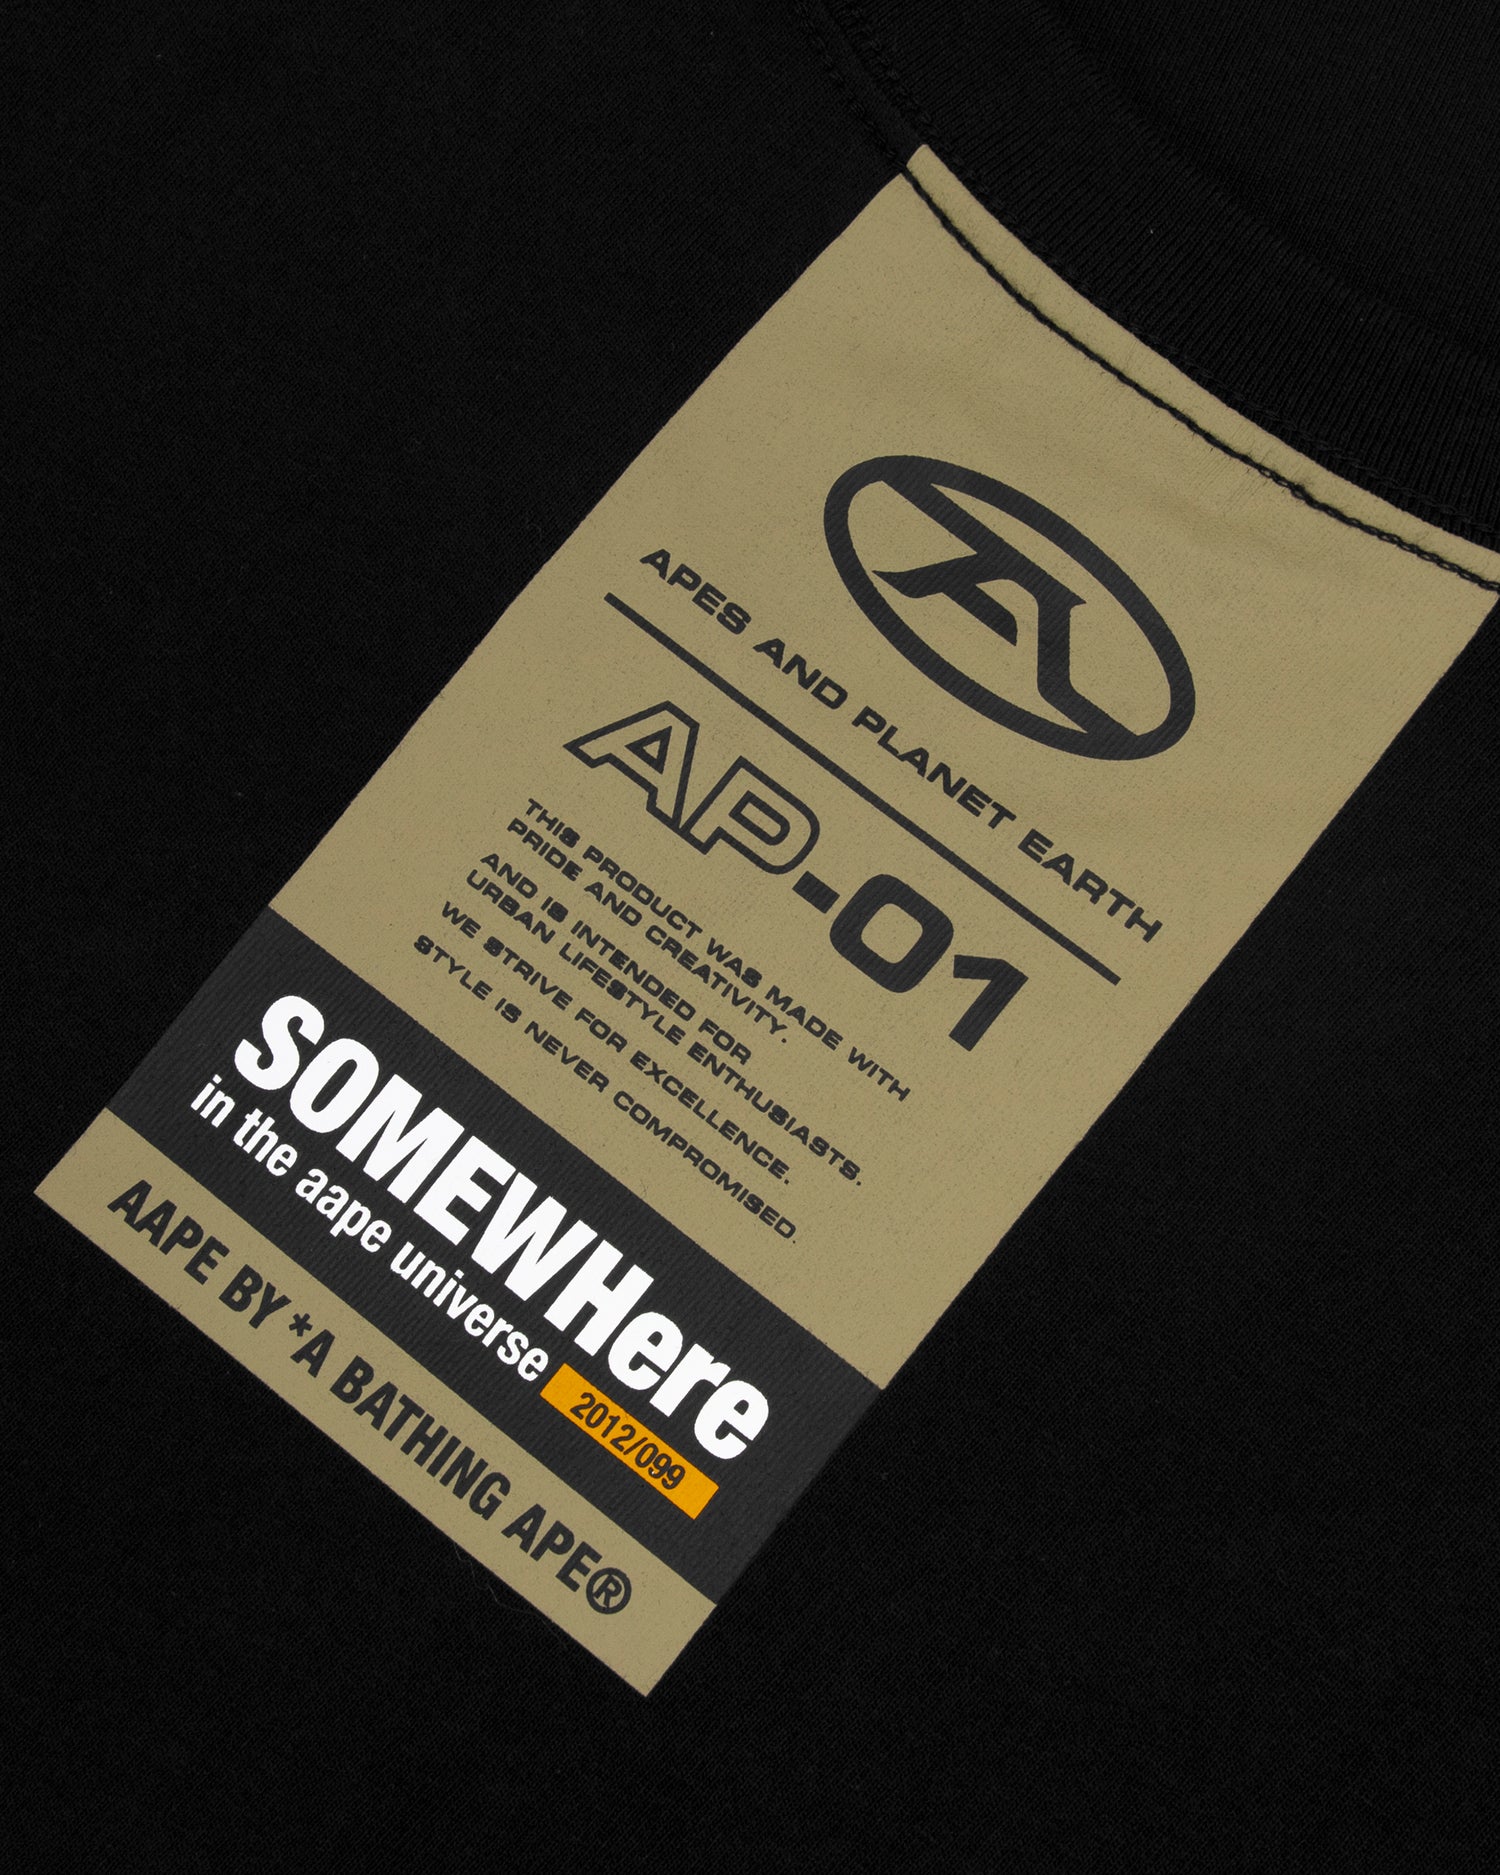 A
APES AND PLANET EARTH
AP-01
THIS PRODUCT WAS MADE WITH
PRIDE AND CREATIVITY.
AND IS INTENDED FOR
URBAN LIFESTYLE ENTHUSIASTS.
WE STRIVE FOR EXCELLENCE.
STYLE IS NEVER COMPROMISED.
SOMEWHere
in the aape universe 2012/099
AAPE BY *A BATHING APE®